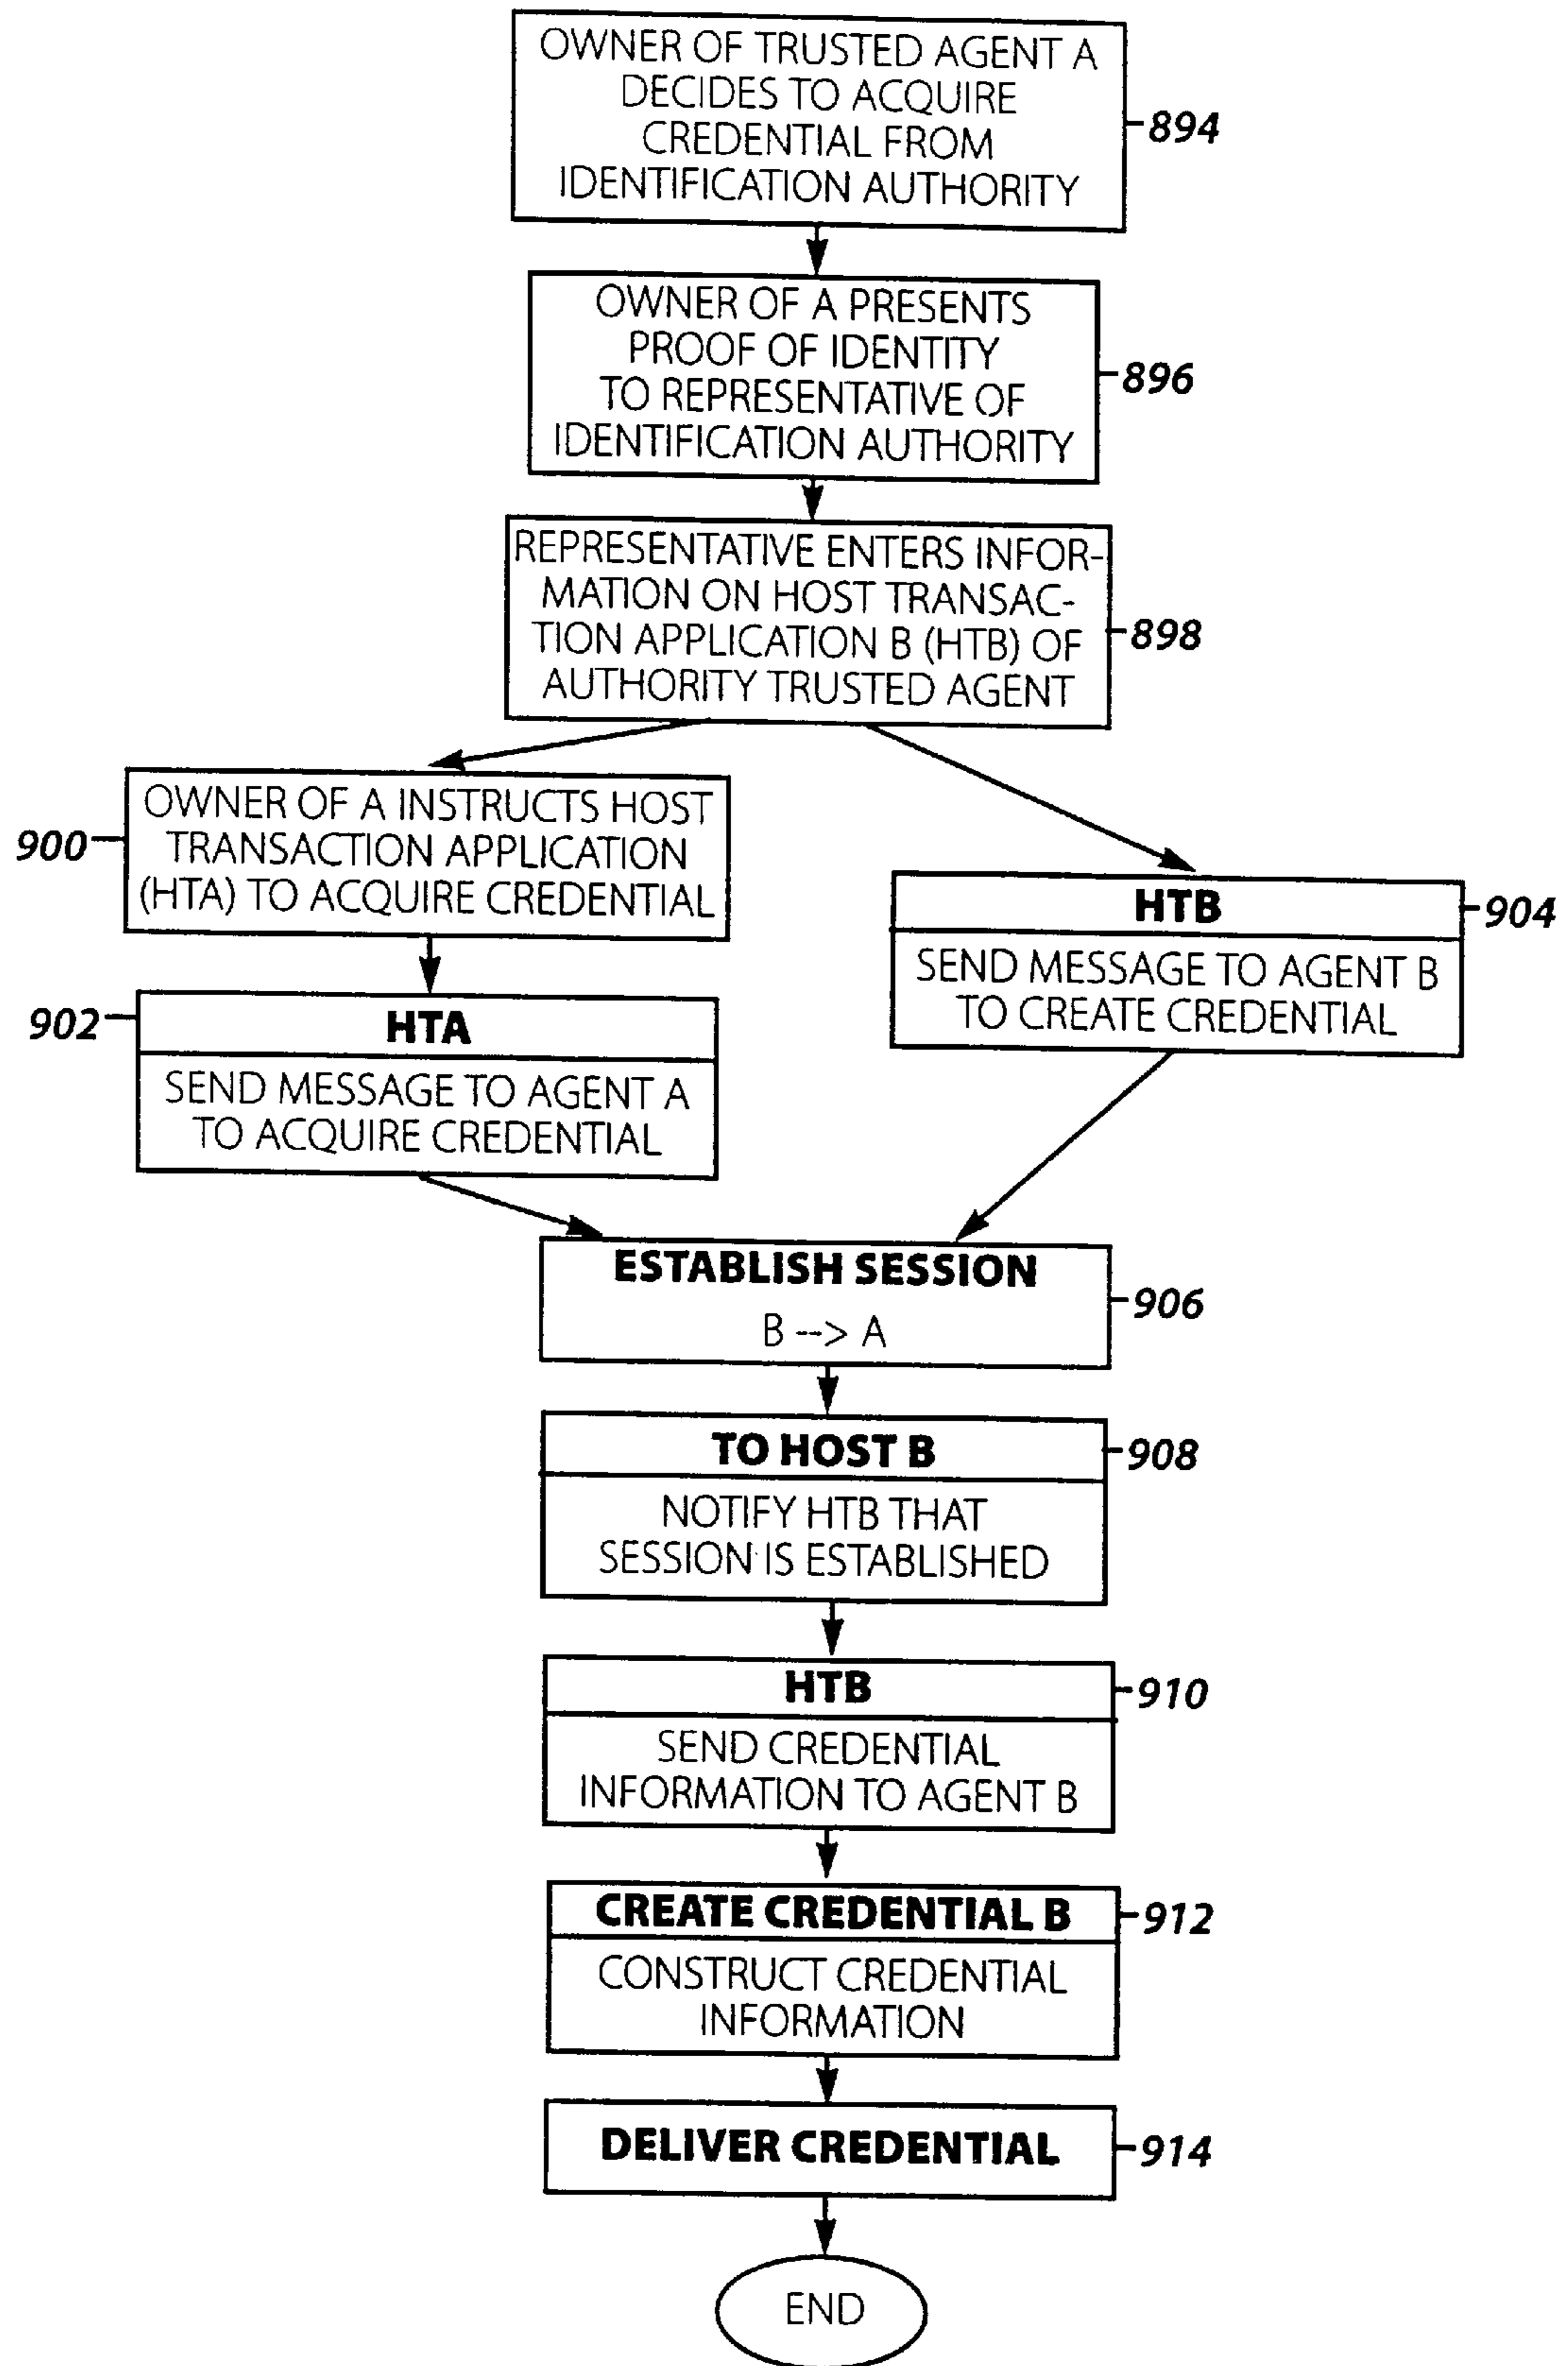 OWNER OF TRUSTED AGENT A
DECIDES TO ACQUIRE
CREDENTIAL FROM
IDENTIFICATION AUTHORITY
894
OWNER OF A PRESENTS
PROOF OF IDENTITY
TO REPRESENTATIVE OF
IDENTIFICATION AUTHORITY
896
REPRESENTATIVE ENTERS INFOR-
MATION ON HOST TRANSAC-
TION APPLICATION B (HTB) OF
AUTHORITY TRUSTED AGENT
898
900
OWNER OF A INSTRUCTS HOST
TRANSACTION APPLICATION
(HTA) TO ACQUIRE CREDENTIAL
HTB
904
SEND MESSAGE TO AGENT B
TO CREATE CREDENTIAL
902
HTA
SEND MESSAGE TO AGENT A
TO ACQUIRE CREDENTIAL
ESTABLISH SESSION
B --> A
906
TO HOST B
908
NOTIFY HTB THAT
SESSION IS ESTABLISHED
HTB
910
SEND CREDENTIAL
INFORMATION TO AGENT B
CREATE CREDENTIAL B
912
CONSTRUCT CREDENTIAL
INFORMATION
DELIVER CREDENTIAL
914
END